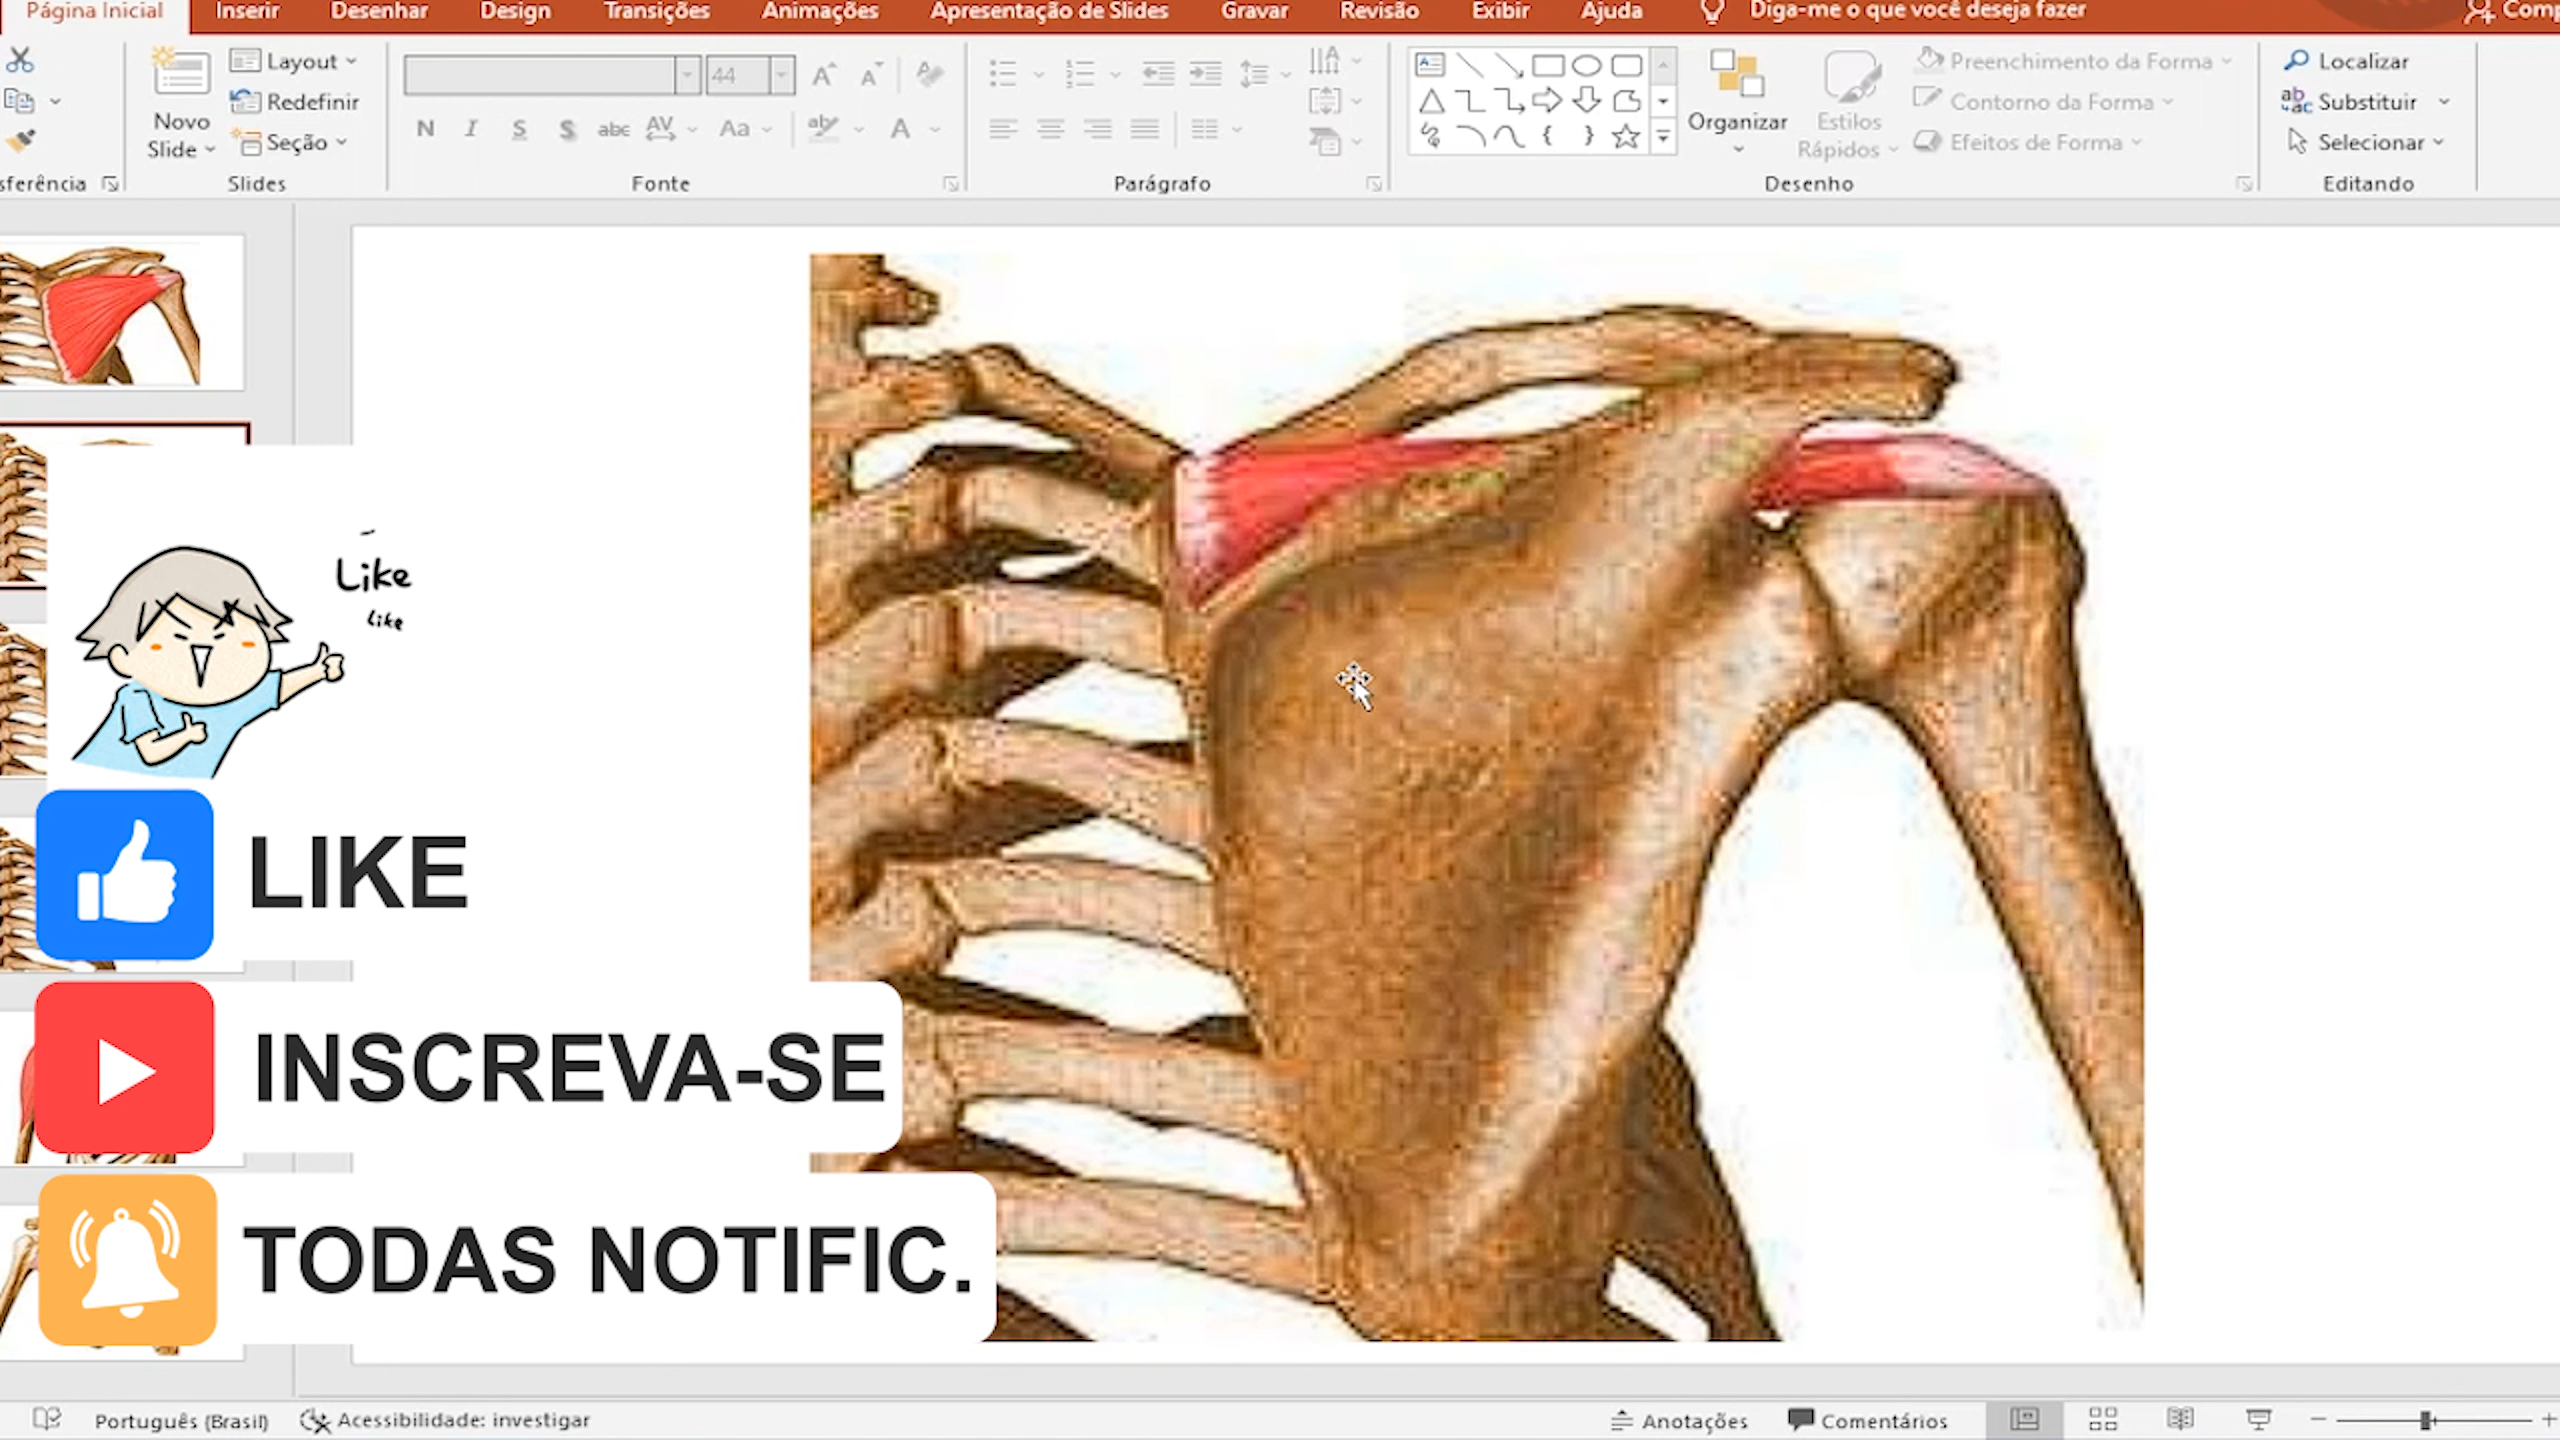 Página Inicial Inserir Desenhar Design Transições Animações Apresentação de Slides Gravar Revisão Exibir Ajuda Diga-me o que você deseja fazer
Novo
Slide
Layout
Redefinir
Seção
Slides
44
N I S S abc AV Aa A
Fonte
Parágrafo
Organizar
Estilos
Rápidos
Preenchimento da Forma
Contorno da Forma
Efeitos de Forma
Desenho
Localizar
Substituir
Selecionar
Editando
Like
like
LIKE
INSCREVA-SE
TODAS NOTIFIC.
Português (Brasil) Acessibilidade: investigar Anotações Comentários